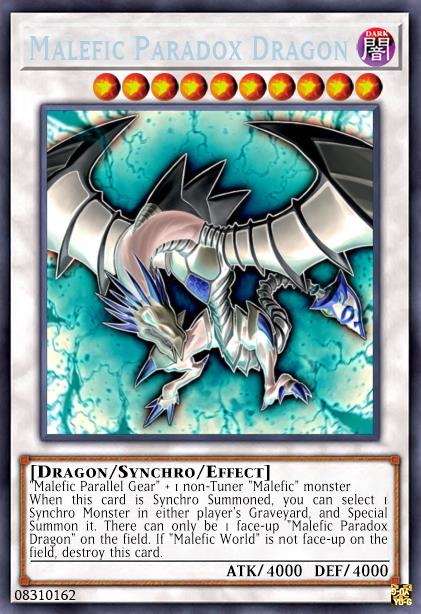 MALEFIC PARADOX DRAGON
DARK
闇
[DRAGON/SYNCHRO/EFFECT]
"Malefic Parallel Gear" + 1 non-Tuner "Malefic" monster
When this card is Synchro Summoned, you can select 1
Synchro Monster in either player's Graveyard, and Special
Summon it. There can only be 1 face-up "Malefic Paradox
Dragon" on the field. If "Malefic World" is not face-up on the
field, destroy this card.
ATK/4000 DEF/4000
08310162